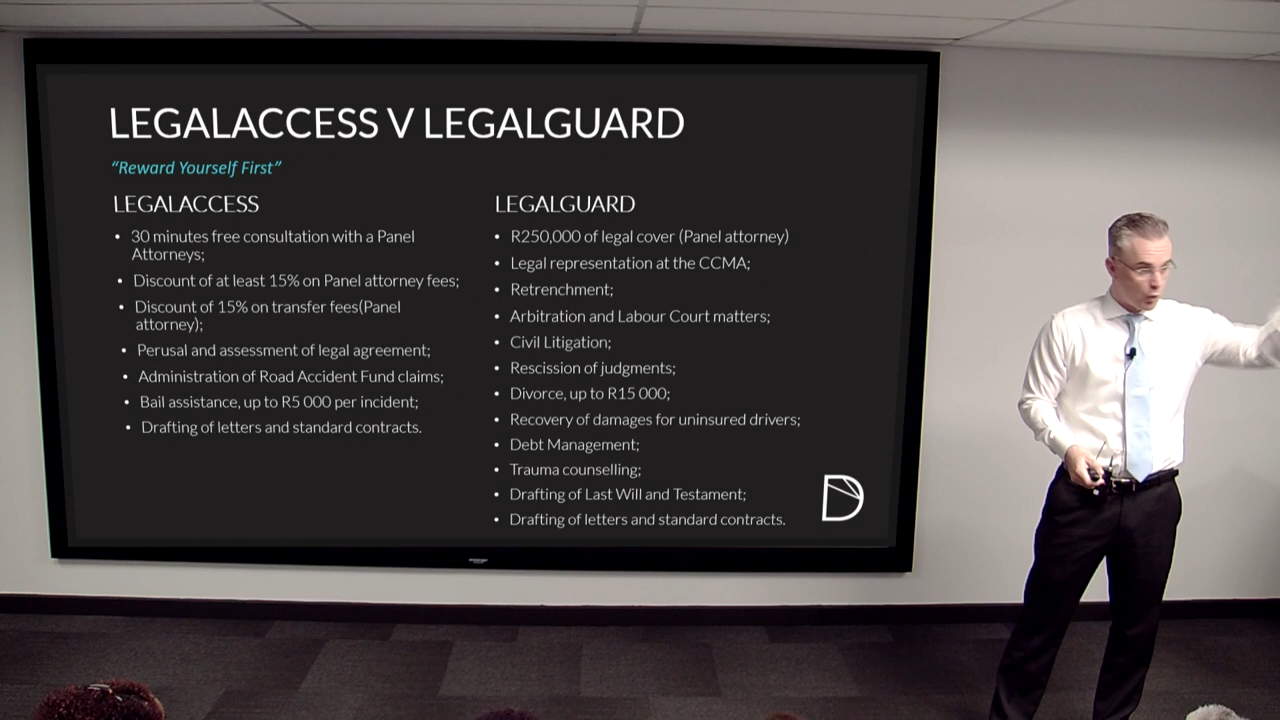 LEGALACCESS V LEGALGUARD
“Reward Yourself First”
LEGALACCESS
• 30 minutes free consultation with a Panel
Attorneys;
• Discount of at least 15% on Panel attorney fees;
• Discount of 15% on transfer fees(Panel
attorney);
• Perusal and assessment of legal agreement;
• Administration of Road Accident Fund claims;
• Bail assistance, up to R5 000 per incident;
• Drafting of letters and standard contracts.
LEGALGUARD
• R250,000 of legal cover (Panel attorney)
• Legal representation at the CCMA;
• Retrenchment;
• Arbitration and Labour Court matters;
• Civil Litigation;
• Rescission of judgments;
• Divorce, up to R15 000;
• Recovery of damages for uninsured drivers;
• Debt Management;
• Trauma counselling;
• Drafting of Last Will and Testament;
• Drafting of letters and standard contracts.